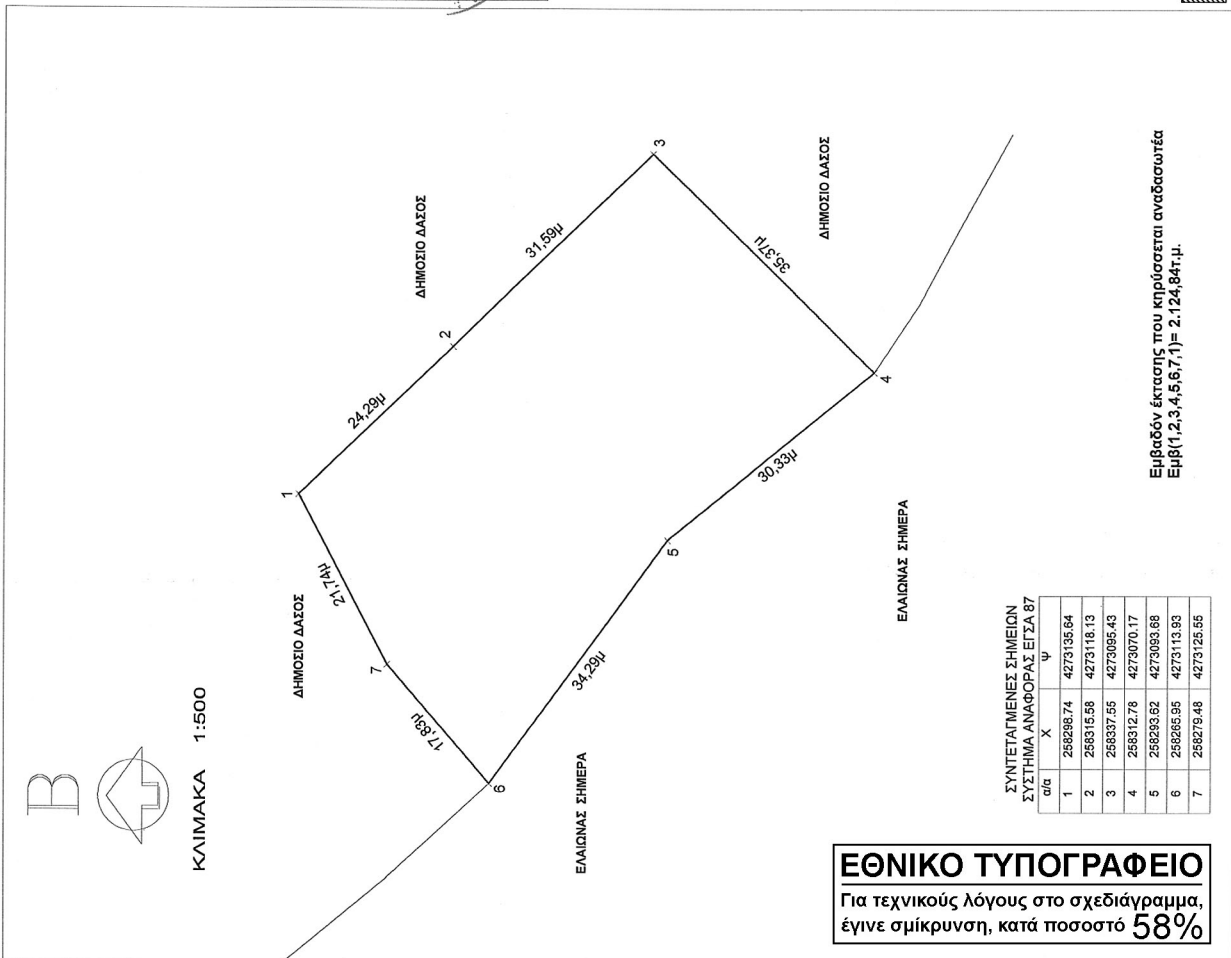 Β
ΚΛΙΜΑΚΑ 1:500
ΔΗΜΟΣΙΟ ΔΑΣΟΣ
ΔΗΜΟΣΙΟ ΔΑΣΟΣ
ΔΗΜΟΣΙΟ ΔΑΣΟΣ
ΕΛΑΙΩΝΑΣ ΣΗΜΕΡΑ
ΕΛΑΙΩΝΑΣ ΣΗΜΕΡΑ
1
24,29μ
2
31,59μ
3
35,37μ
4
30,33μ
5
34,29μ
6
17,83μ
7
21,74μ
ΣΥΝΤΕΤΑΓΜΕΝΕΣ ΣΗΜΕΙΩΝ
ΣΥΣΤΗΜΑ ΑΝΑΦΟΡΑΣ ΕΓΣΑ 87
α/α Χ Ψ
1 258298.74 4273135.64
2 258315.58 4273118.13
3 258337.55 4273095.43
4 258312.78 4273070.17
5 258293.62 4273093.68
6 258265.95 4273113.93
7 258279.48 4273125.55
Εμβαδόν έκτασης που κηρύσσεται αναδασωτέα
Εμβ(1,2,3,4,5,6,7,1)= 2.124,84τ.μ.
ΕΘΝΙΚΟ ΤΥΠΟΓΡΑΦΕΙΟ
Για τεχνικούς λόγους στο σχεδιάγραμμα,
έγινε σμίκρυνση, κατά ποσοστό 58%